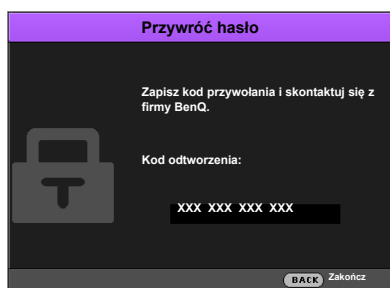 Przywróć hasło
Zapisz kod przywołania i skontaktuj się z
firmy BenQ.
Kod odtworzenia:
XXX XXX XXX XXX
BACK Zakończ